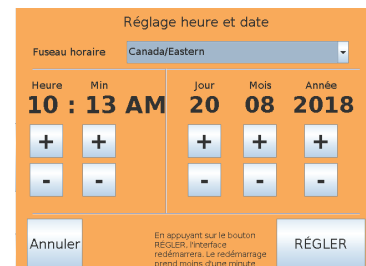 Réglage heure et date
Fuseau horaire Canada/Eastern
Heure Min Jour Mois Année
10 : 13 AM 20 08 2018
+ + + + +
- - - - -
En appuyant sur le bouton
RÉGLER, l'interface
redémarrera. Le redémarrage
prend moins d'une minute
Annuler RÉGLER